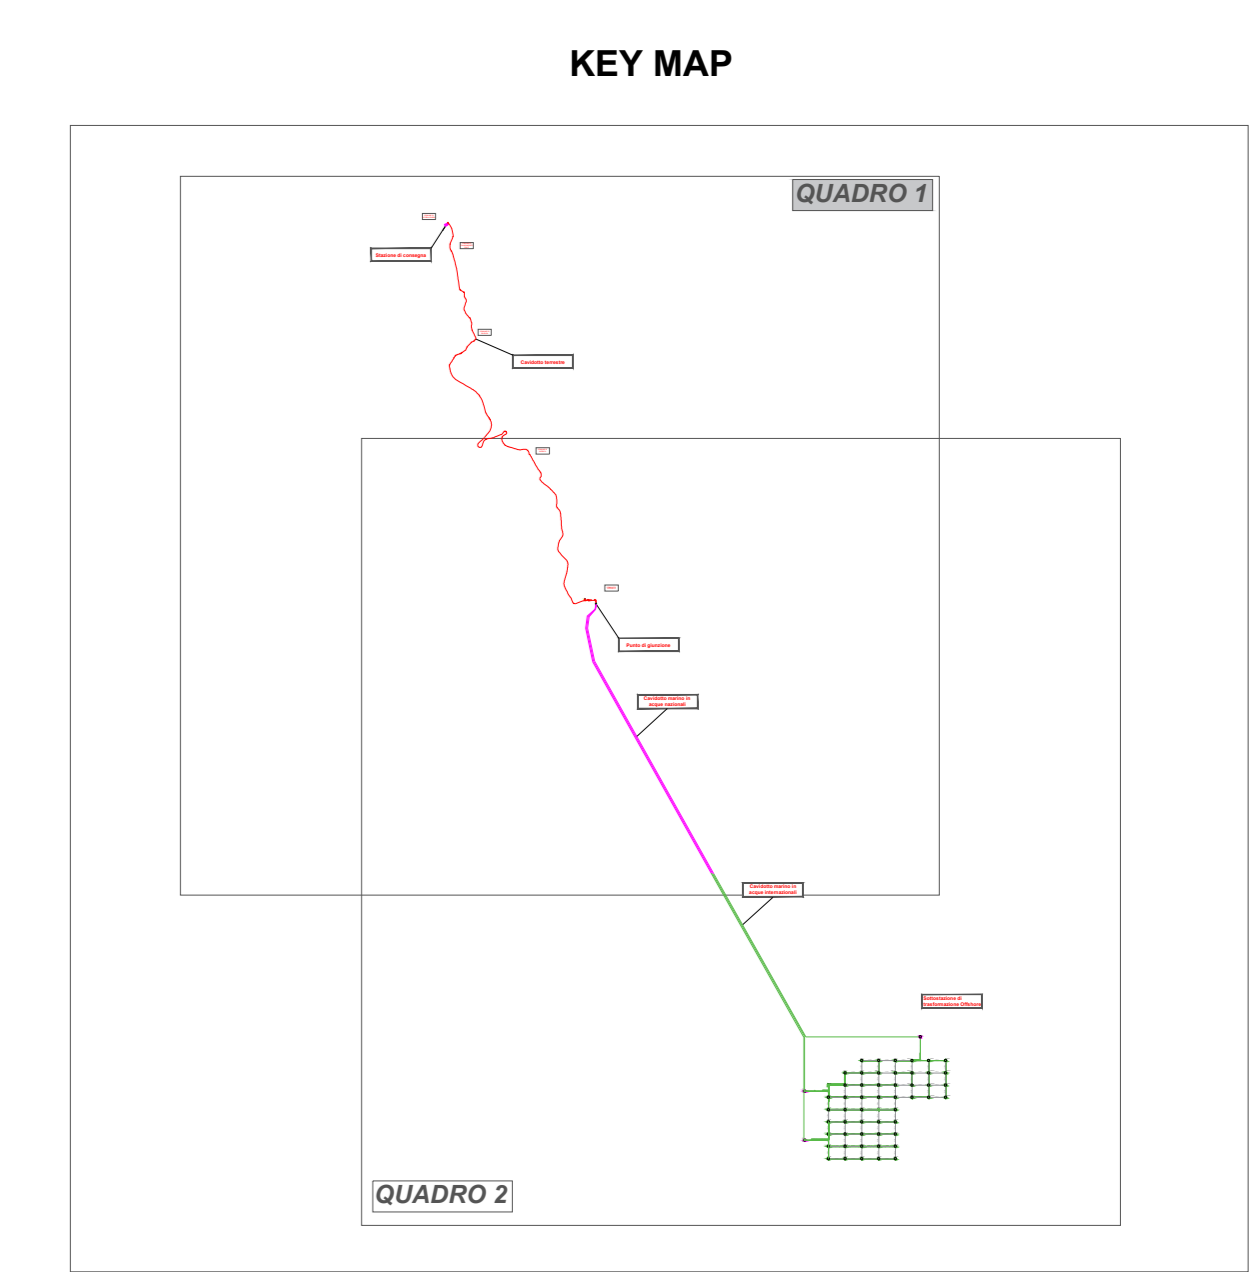 KEY MAP
QUADRO 1
Stazione di consegna
Cavidotto terrestre
Punto di giunzione
Cavidotto marino in
acque nazionali
Cavidotto marino in
acque internazionali
Sottostazione di
trasformazione Offshore
QUADRO 2